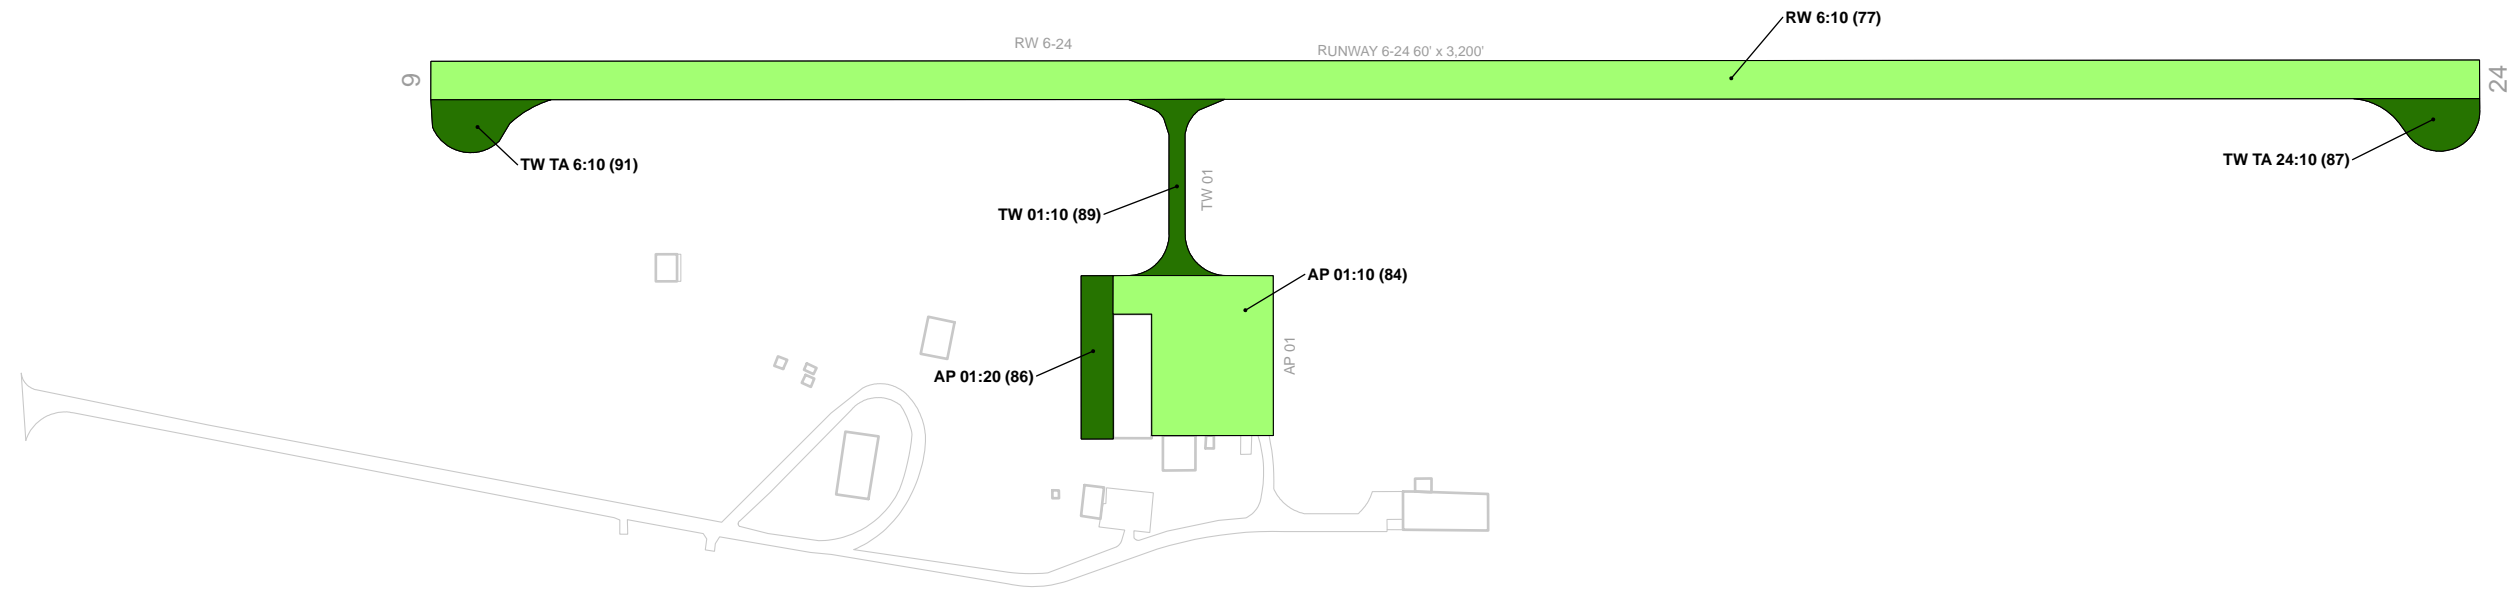 RW 6:10 (77)
RW 6-24
RUNWAY 6-24 60' x 3,200'
6
24
TW TA 6:10 (91)
TW TA 24:10 (87)
TW 01
TW 01:10 (89)
AP 01:10 (84)
AP 01
AP 01:20 (86)